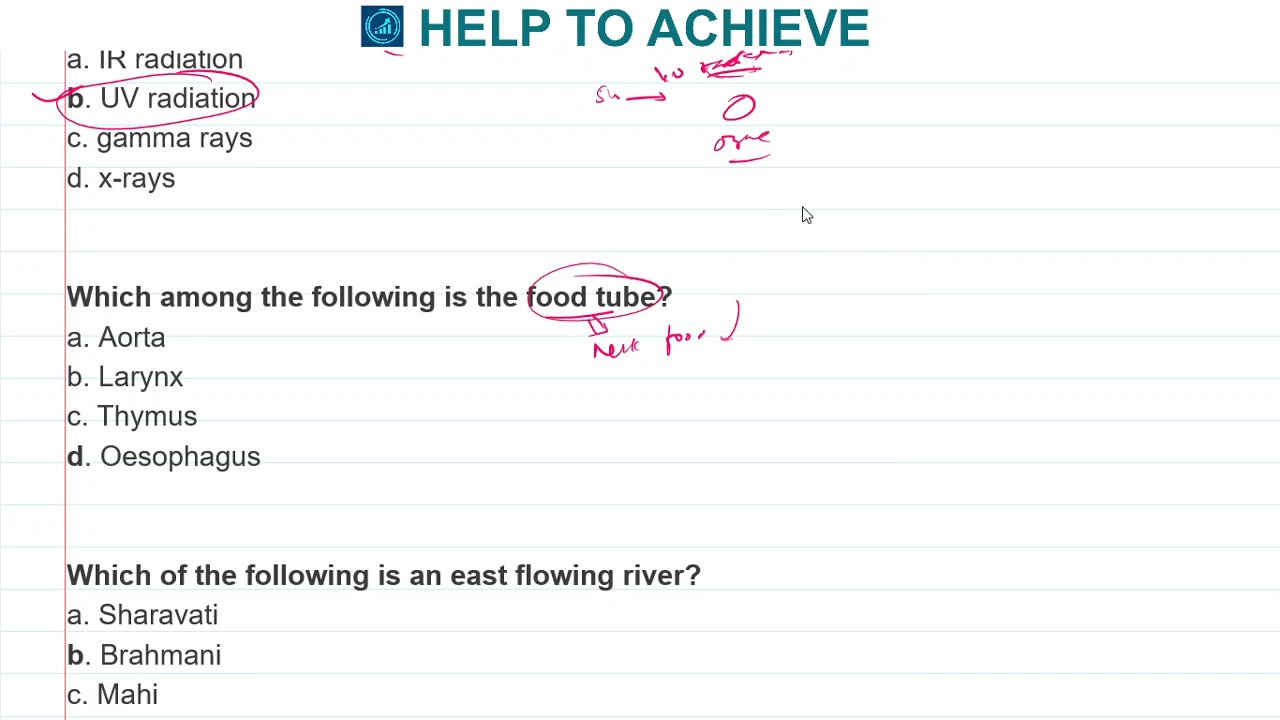 HELP TO ACHIEVE
a. IR radiation
b. UV radiation
c. gamma rays
d. x-rays
Which among the following is the food tube?
a. Aorta
b. Larynx
c. Thymus
d. Oesophagus
Which of the following is an east flowing river?
a. Sharavati
b. Brahmani
c. Mahi